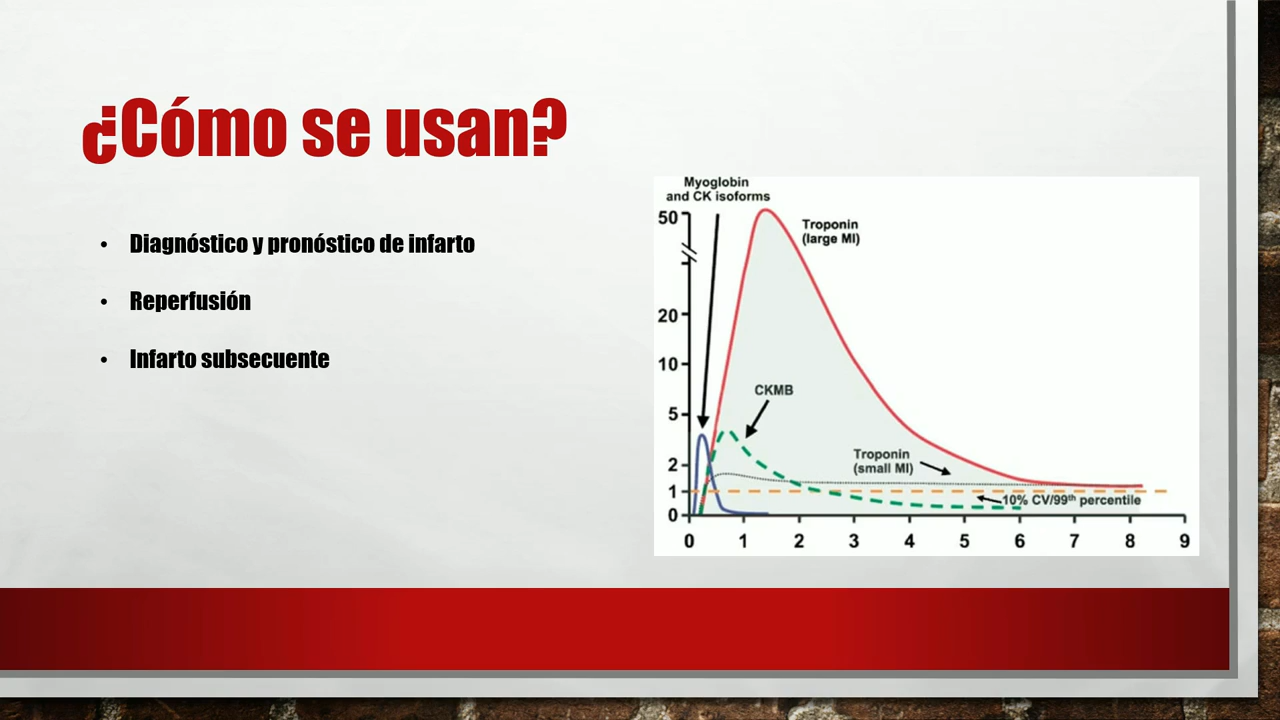 ¿Cómo se usan?
• Diagnóstico y pronóstico de infarto
• Reperfusión
• Infarto subsecuente
Myoglobin
and CK isoforms
Troponin
(large MI)
CKMB
Troponin
(small MI)
10% CV/99th percentile
50
20
10
5
2
1
0
0 1 2 3 4 5 6 7 8 9